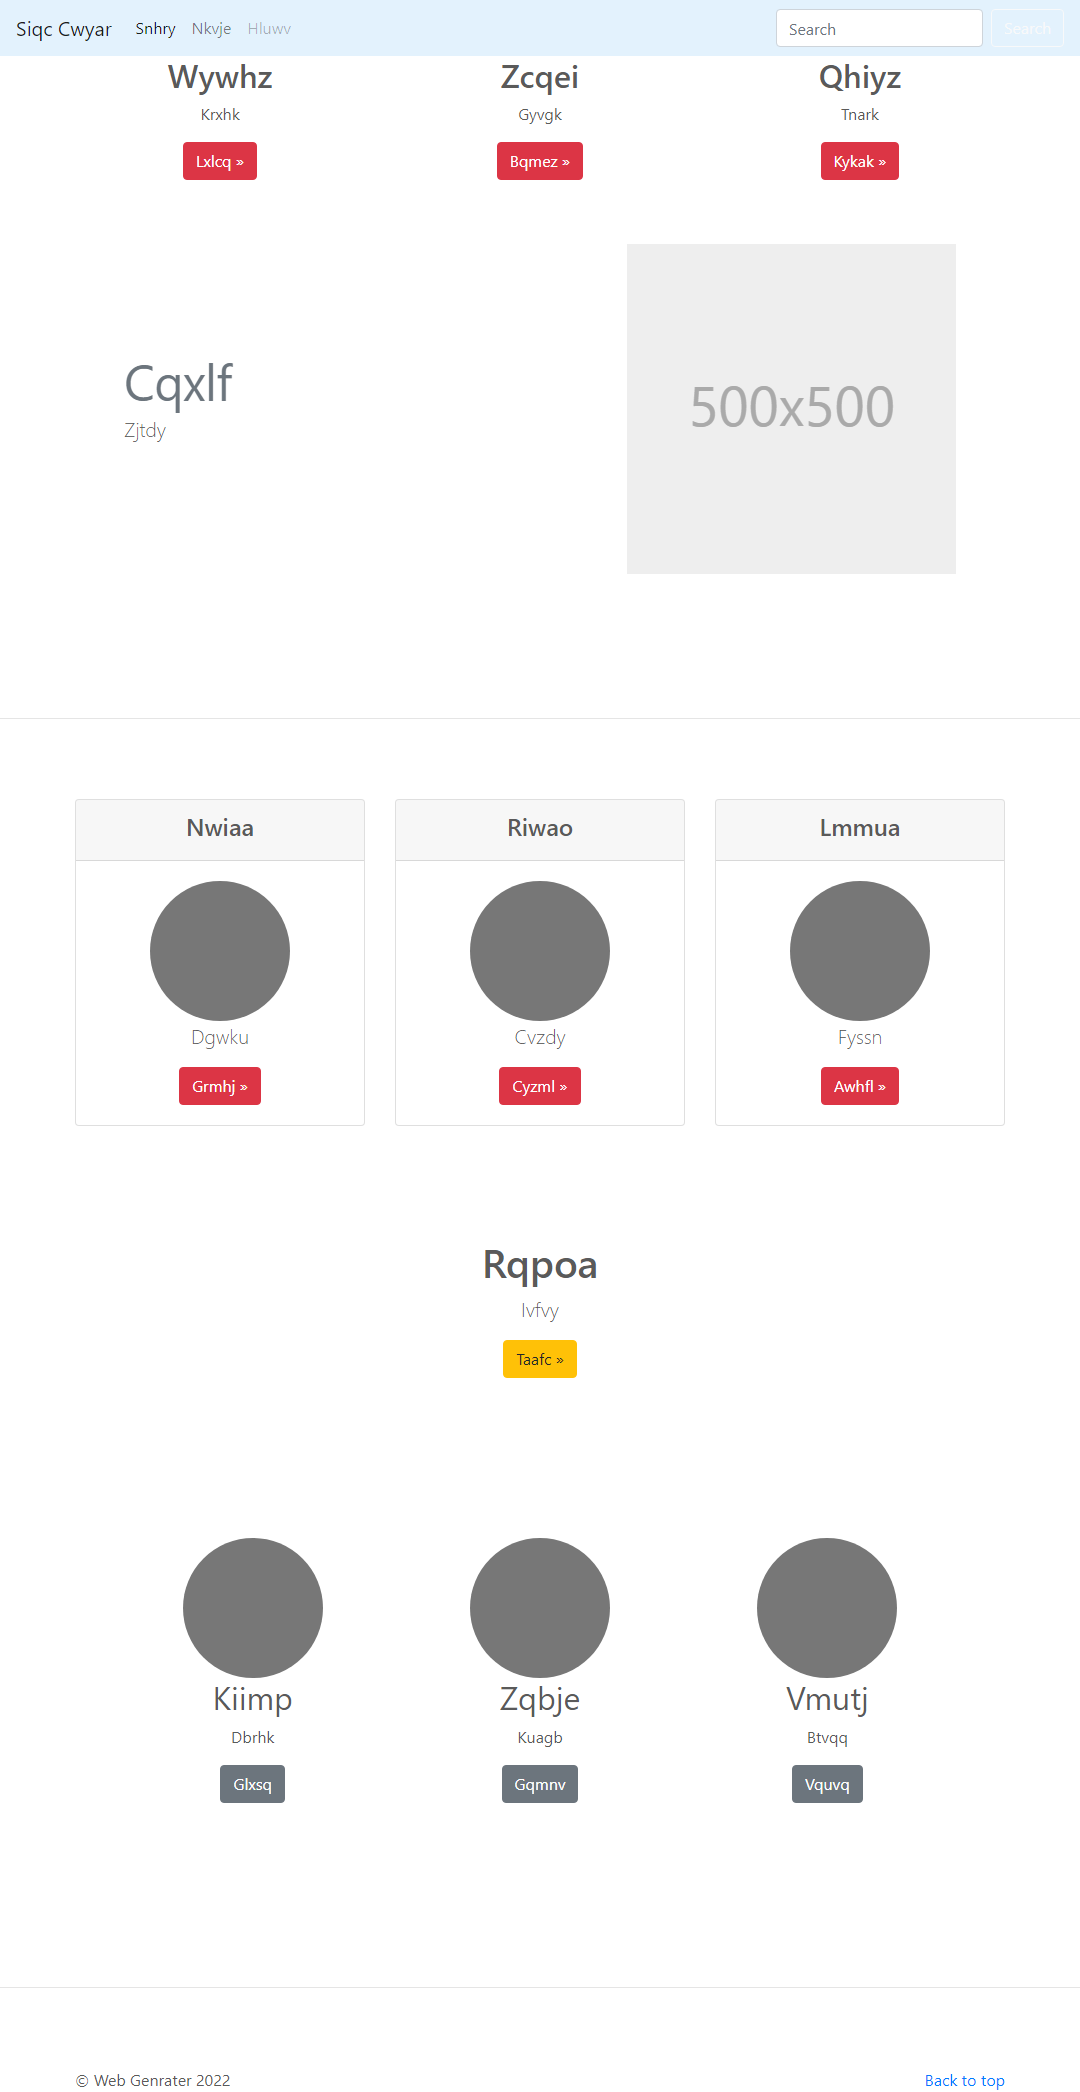 Siqc Cwyar Snhry Nkvje Hluwv Search Search
Wywhz Zcqei Qhiyz
Krxhk Gyvgk Tnark
Lxlcq » Bqmez » Kykak »
Cqxlf
Zjtdy
500x500
Nwiaa Riwao Lmmua
Dgwku Cvzdy Fyssn
Grmhj » Cyzml » Awhfl »
Rqpoa
Ivfvy
Taafc »
Kiimp Zqbje Vmutj
Dbrhk Kuagb Btvqq
Glxsq Gqmnv Vquvq
© Web Genrater 2022 Back to top